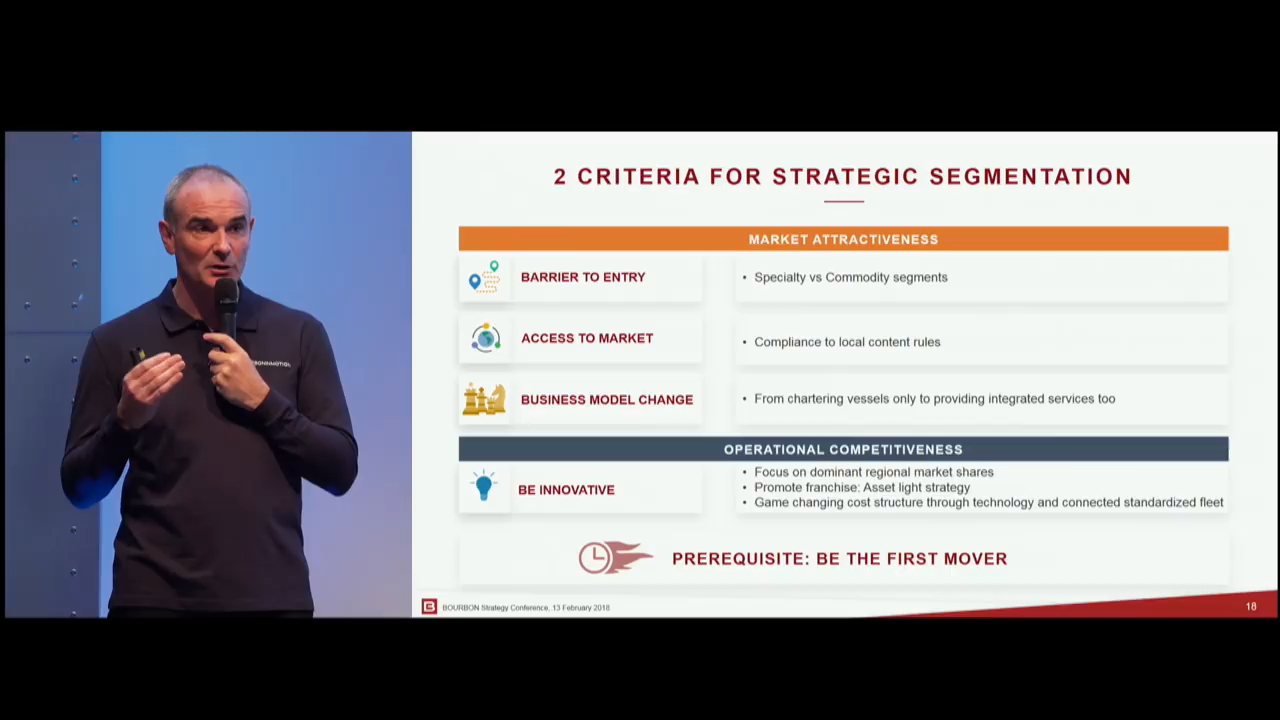 2 CRITERIA FOR STRATEGIC SEGMENTATION
MARKET ATTRACTIVENESS
BARRIER TO ENTRY
• Specialty vs Commodity segments
ACCESS TO MARKET
• Compliance to local content rules
BUSINESS MODEL CHANGE
• From chartering vessels only to providing integrated services too
OPERATIONAL COMPETITIVENESS
BE INNOVATIVE
• Focus on dominant regional market shares
• Promote franchise: Asset light strategy
• Game changing cost structure through technology and connected standardized fleet
PREREQUISITE: BE THE FIRST MOVER
BOURBON Strategy Conference, 13 February 2018
18